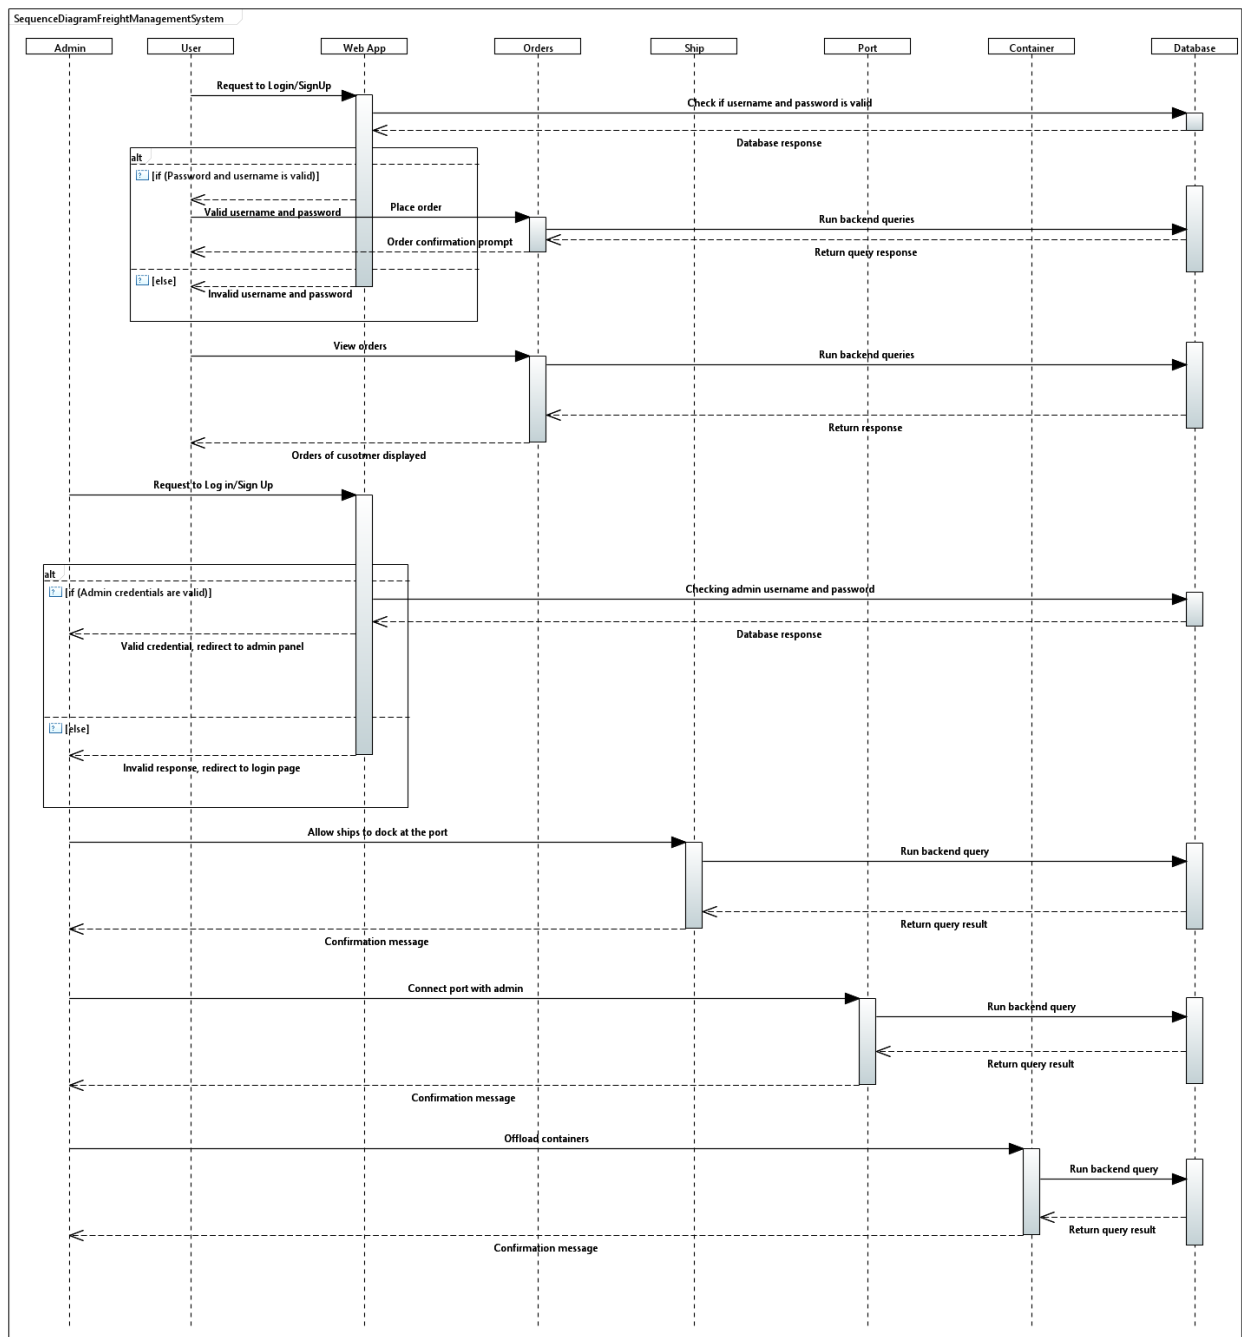 SequenceDiagramFreightManagementSystem
Admin
User
Web App
Orders
Ship
Port
Container
Database
Request to Login/SignUp
Check if username and password is valid
Database response
alt
[if (Password and username is valid)]
Valid username and password
Place order
Run backend queries
Order confirmation prompt
Return query response
[else]
Invalid username and password
View orders
Run backend queries
Return response
Orders of cusotmer displayed
Request to Log in/Sign Up
alt
[if (Admin credentials are valid)]
Checking admin username and password
Database response
Valid credential, redirect to admin panel
[else]
Invalid response, redirect to login page
Allow ships to dock at the port
Run backend query
Return query result
Confirmation message
Connect port with admin
Run backend query
Return query result
Confirmation message
Offload containers
Run backend query
Return query result
Confirmation message